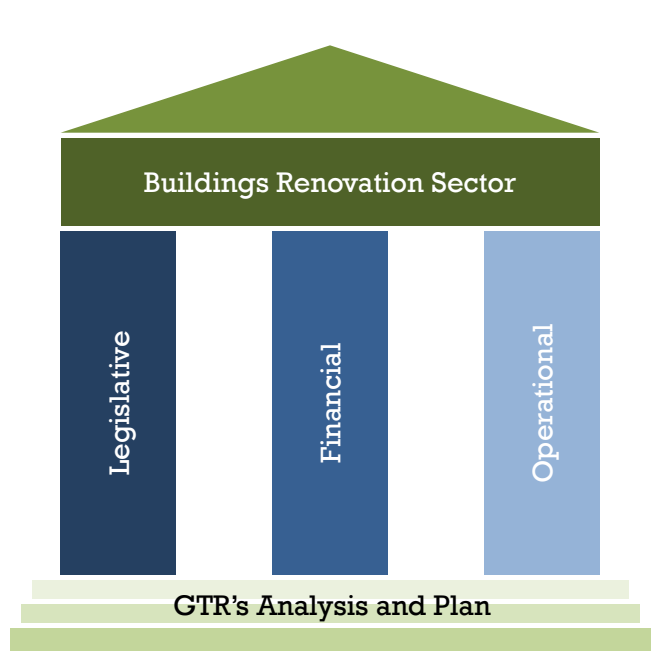 Buildings Renovation Sector
Legislative
Financial
Operational
GTR's Analysis and Plan